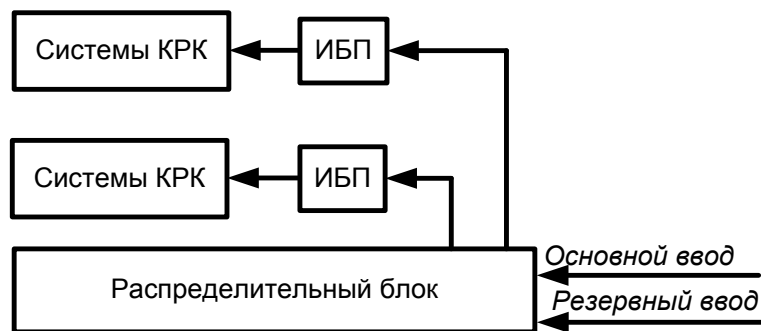 Системы КРК
ИБП
Системы КРК
ИБП
Основной ввод
Распределительный блок
Резервный ввод